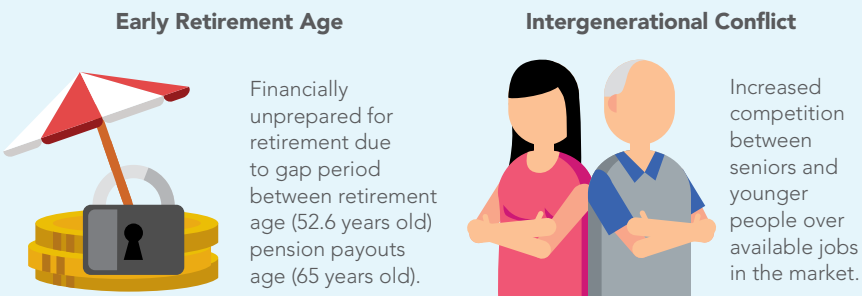 Early Retirement Age
Financially
unprepared for
retirement due
to gap period
between retirement
age (52.6 years old)
pension payouts
age (65 years old).
Intergenerational Conflict
Increased
competition
between
seniors and
younger
people over
available jobs
in the market.